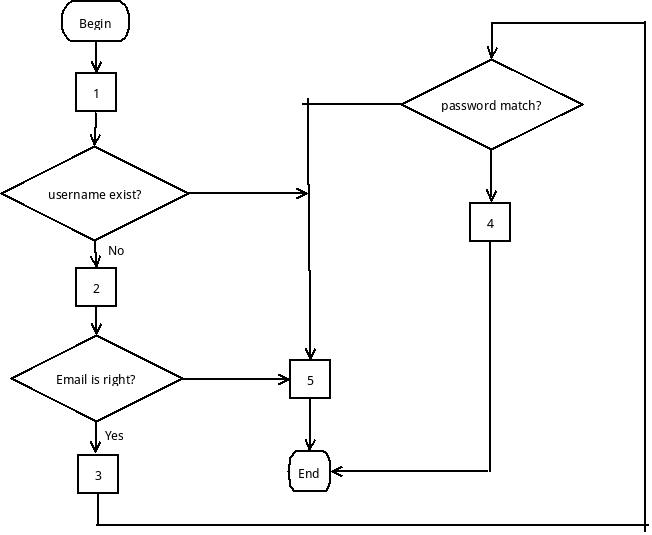 Begin
1
username exist?
No
2
Email is right?
Yes
3
password match?
4
5
End